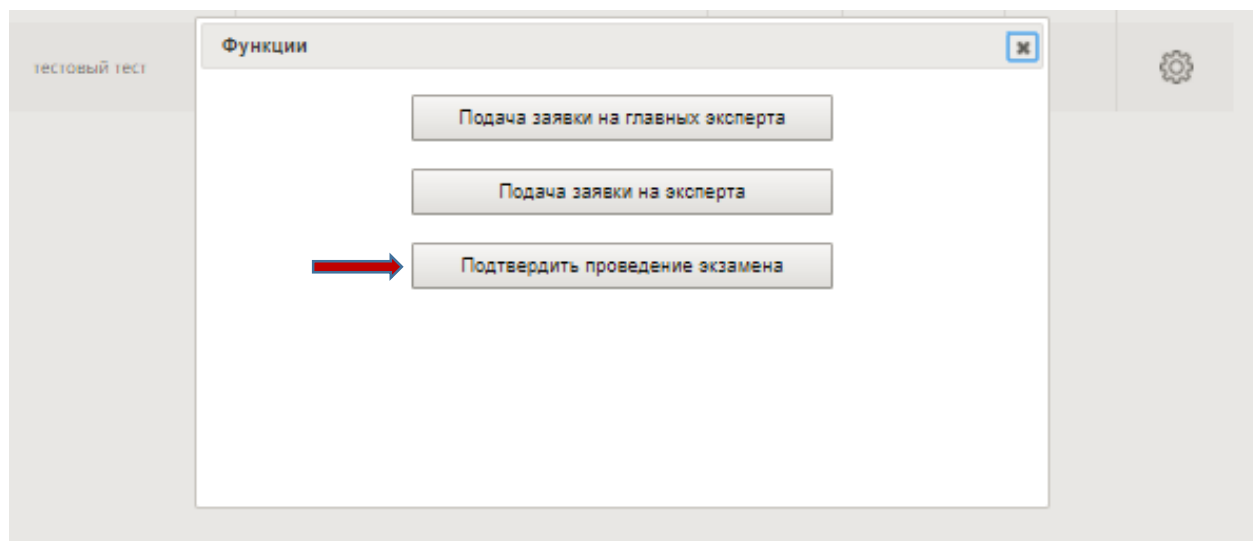 Функции
тестовый тест
Подача заявки на главных эксперта
Подача заявки на эксперта
Подтвердить проведение экзамена